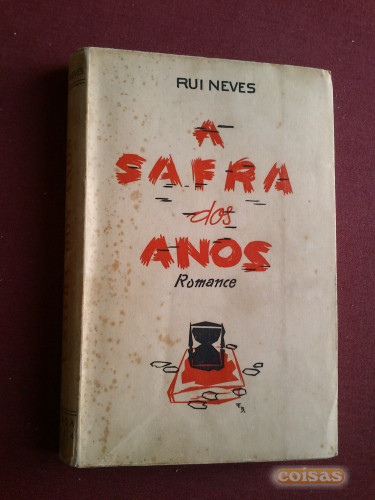 RUI NEVES
A
SAFRA
dos
ANOS
Romance
coisas